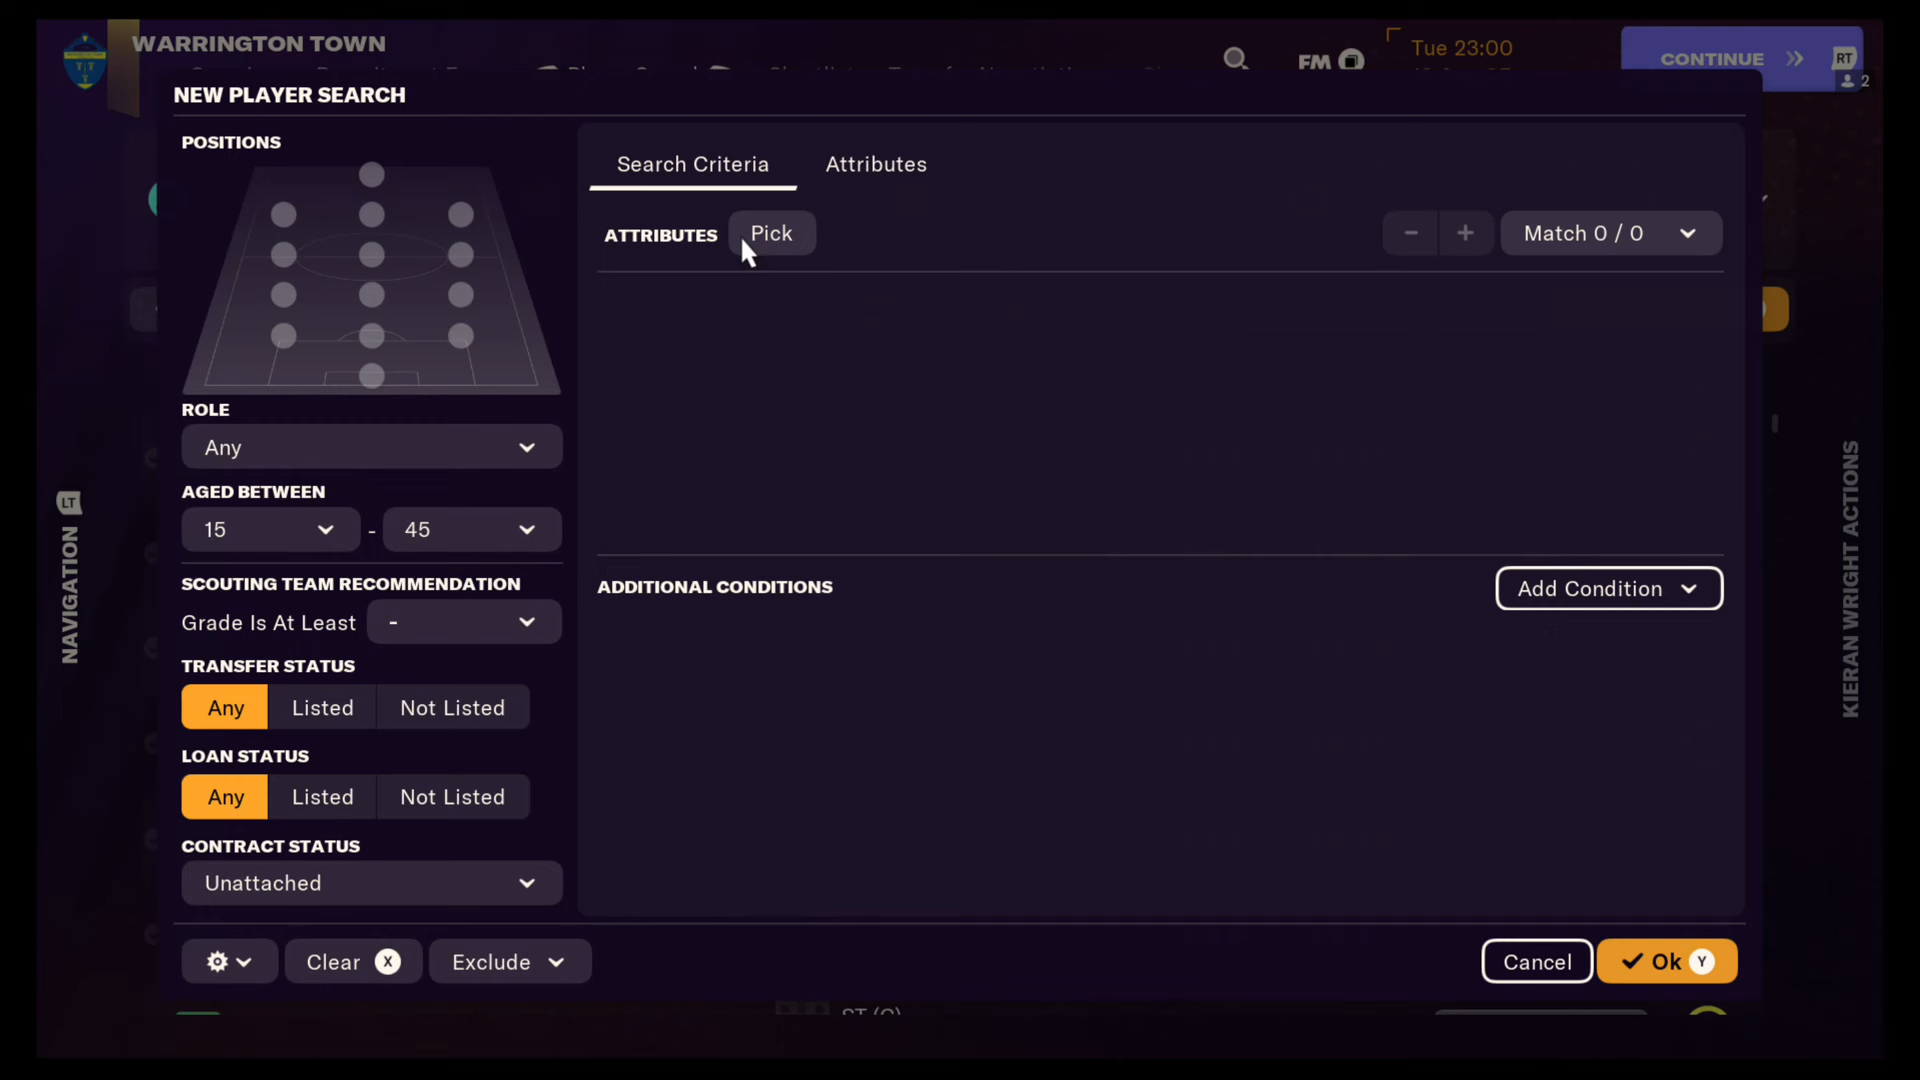 WARRINGTON TOWN
FM
Tue 23:00
CONTINUE
RT
2
NEW PLAYER SEARCH
POSITIONS
Search Criteria
Attributes
ATTRIBUTES
Pick
Match 0 / 0
ROLE
Any
AGED BETWEEN
15
-
45
SCOUTING TEAM RECOMMENDATION
Grade Is At Least
-
ADDITIONAL CONDITIONS
Add Condition
TRANSFER STATUS
Any
Listed
Not Listed
LOAN STATUS
Any
Listed
Not Listed
CONTRACT STATUS
Unattached
Clear X
Exclude
Cancel
Ok Y
LT
NAVIGATION
KIERAN WRIGHT ACTIONS
ST (C)